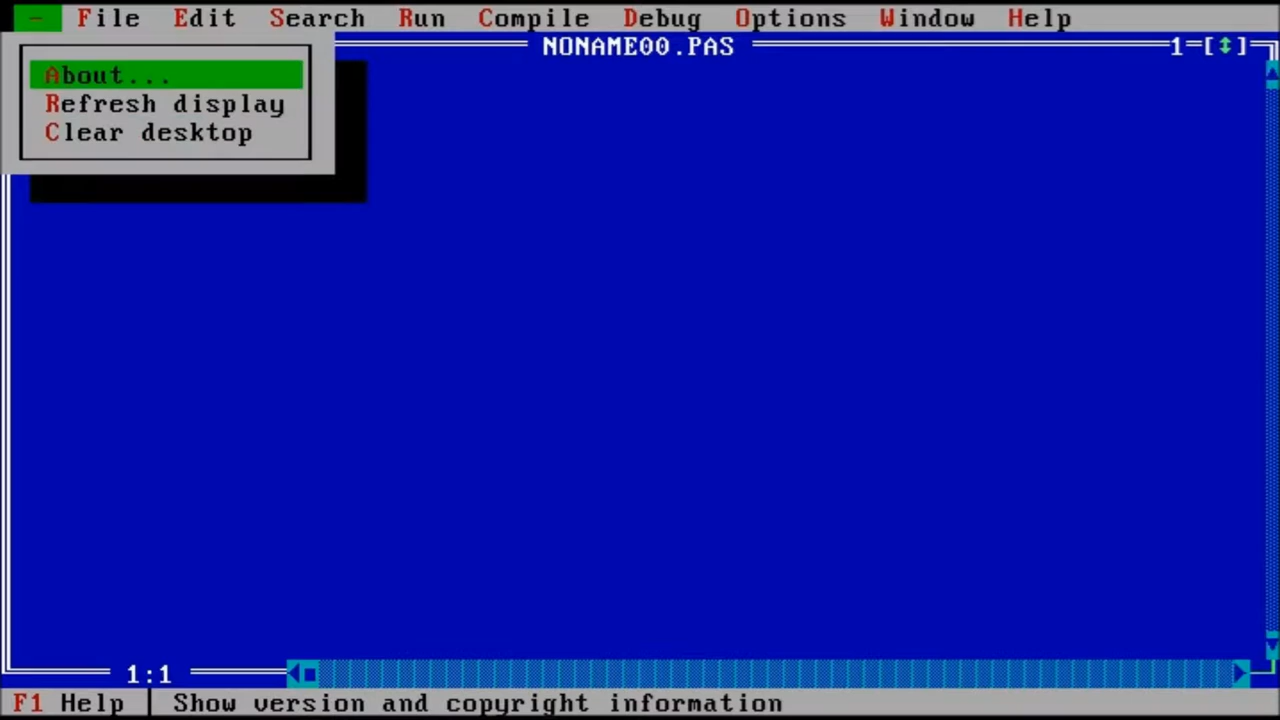 - File Edit Search Run Compile Debug Options Window Help
NONAME00.PAS 1=[↕]
About...
Refresh display
Clear desktop
1:1
F1 Help | Show version and copyright information